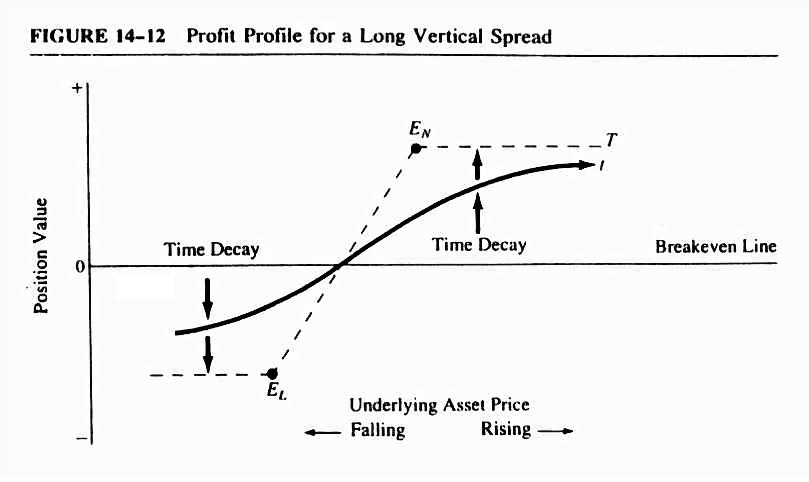 FIGURE 14-12 Profit Profile for a Long Vertical Spread
+
E_N
T
t
Position Value
Time Decay
Time Decay
Breakeven Line
0
E_L
Underlying Asset Price
← Falling Rising →
−